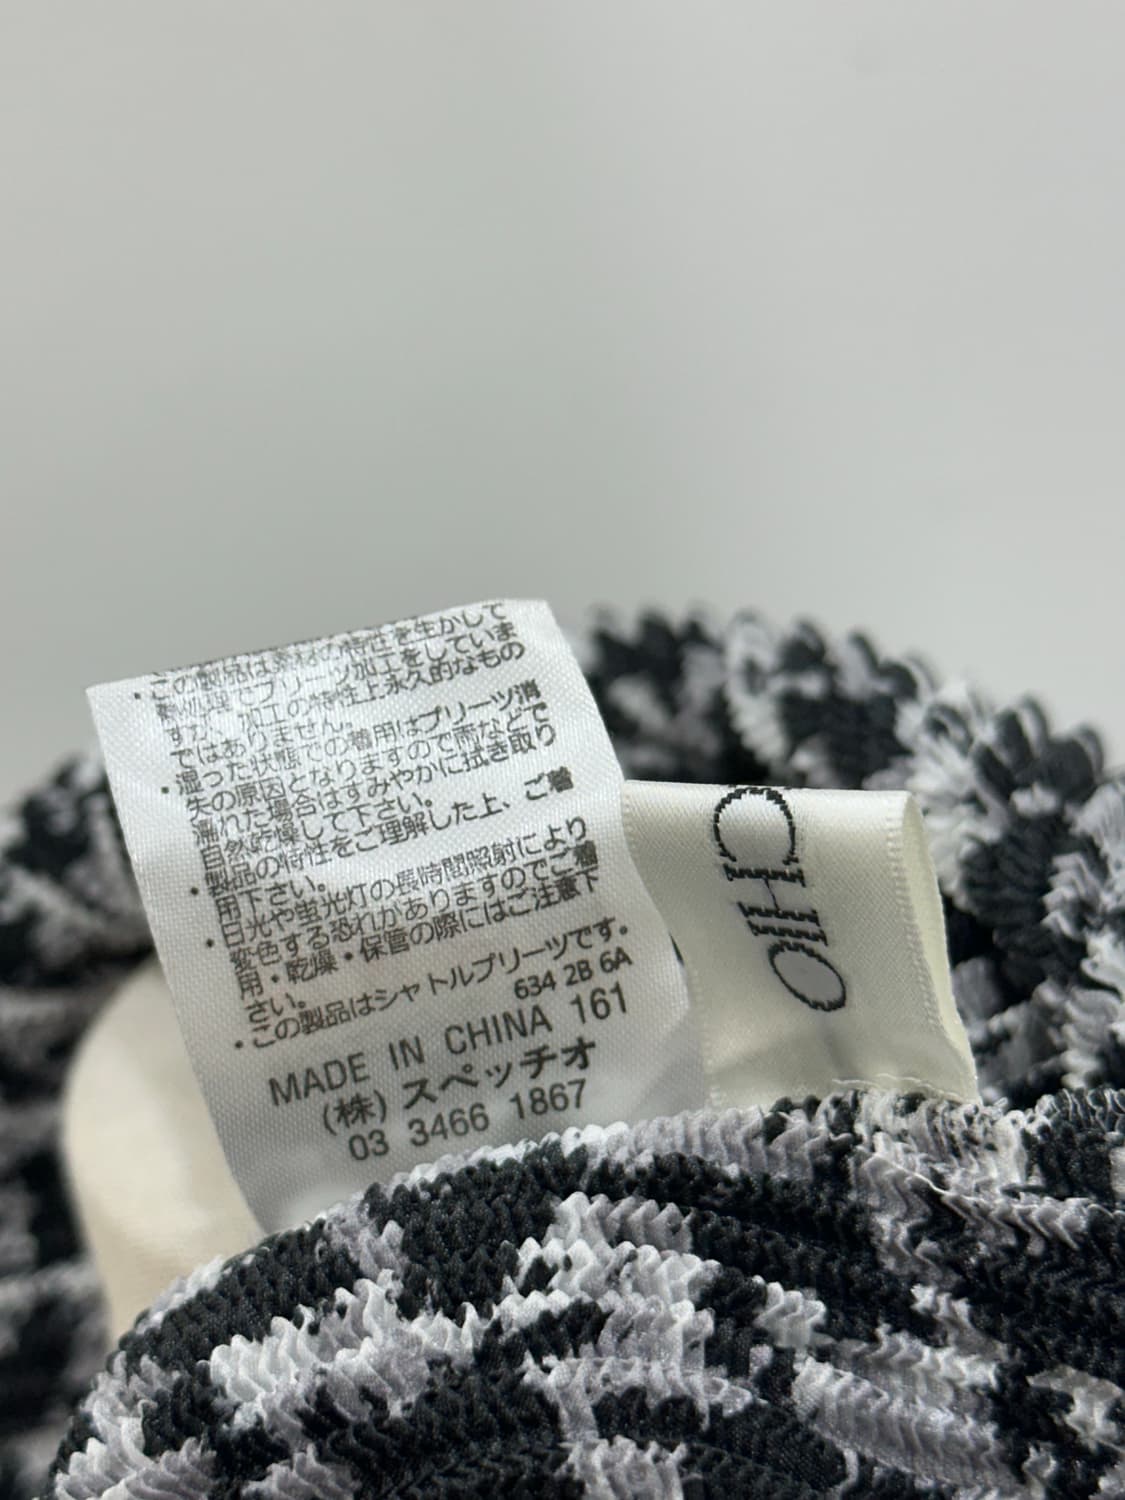 ・この製品は素材の特性を生かして
熱処理でプリーツ加工をしていま
すが、加工の特性上永久的なもの
ではありません。
・湿った状態での着用はプリーツ消
失の原因となりますので雨などで
濡れた場合はすみやかに拭き取り
自然乾燥して下さい。
・製品の特性をご理解した上、ご着
用下さい。
・日光や蛍光灯の長時間照射により
変色する恐れがありますのでご着
用・乾燥・保管の際にはご注意下
さい。
・この製品はシャトルプリーツです。
634 2B 6A
MADE IN CHINA 161
(株) スペッチオ
03 3466 1867
CCHIO